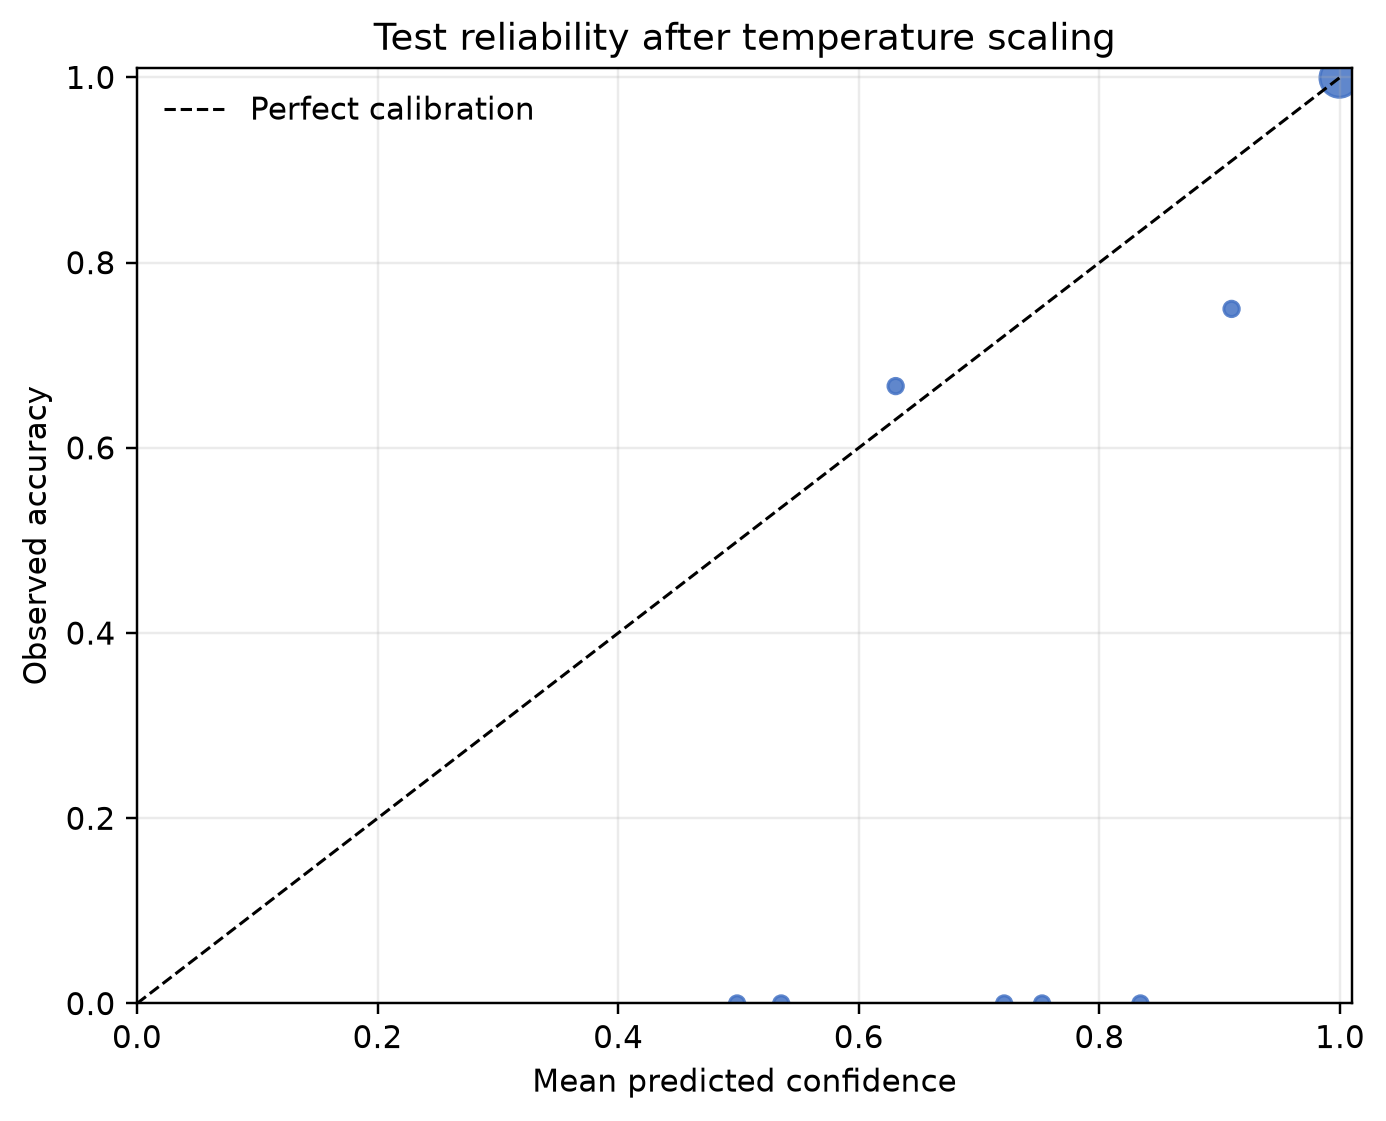 Test reliability after temperature scaling
Perfect calibration
Observed accuracy
1.0
0.8
0.6
0.4
0.2
0.0
0.0 0.2 0.4 0.6 0.8 1.0
Mean predicted confidence